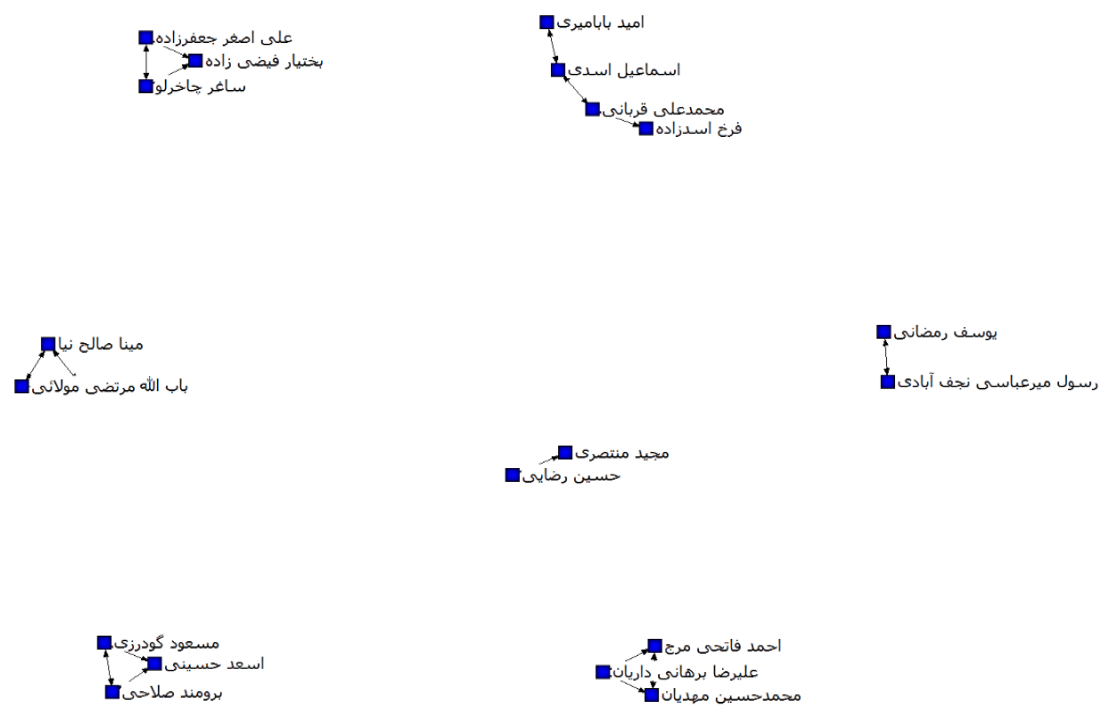 علی اصغر جعفرزاده
بختیار فیضی زاده
ساغر چاخرلو
امید بابامیری
اسماعیل اسدی
محمدعلی قربانی
فرخ اسدزاده
مینا صالح نیا
باب الله مرتضی مولائی
یوسف رمضانی
رسول میرعباسی نجف آبادی
مجید منتصری
حسین رضایی
مسعود گودرزی
اسعد حسینی
برومند صلاحی
احمد فاتحی مرج
علیرضا برهانی داریان
محمدحسین مهدیان